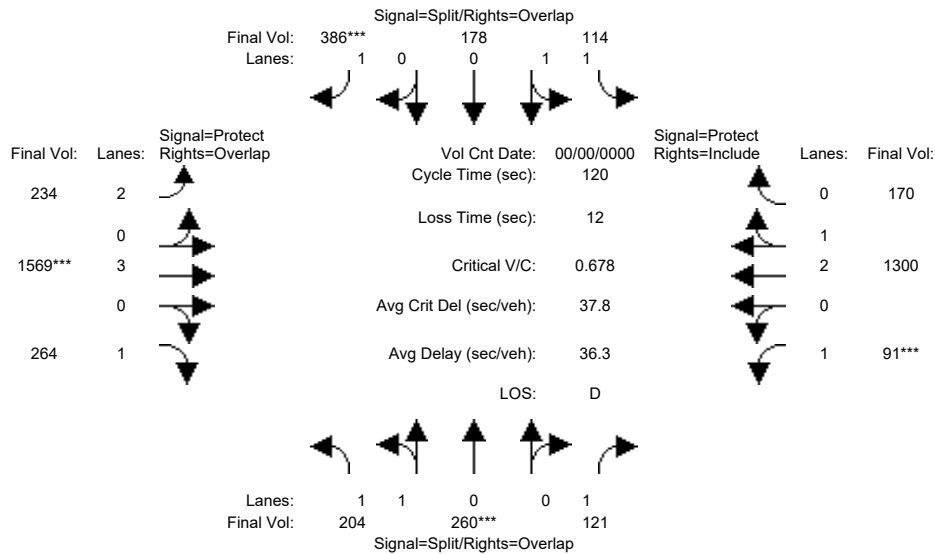 Signal=Split/Rights=Overlap
Final Vol: 386*** 178 114
Lanes: 1 0 0 1 1
Signal=Protect
Final Vol: Lanes: Rights=Overlap
Vol Cnt Date: 00/00/0000
Signal=Protect
Rights=Include Lanes: Final Vol:
Cycle Time (sec): 120
234 2
0 170
Loss Time (sec): 12
0
1
1569*** 3
Critical V/C: 0.678
2 1300
0
Avg Crit Del (sec/veh): 37.8
0
264 1
Avg Delay (sec/veh): 36.3
1 91***
LOS: D
Lanes: 1 1 0 0 1
Final Vol: 204 260*** 121
Signal=Split/Rights=Overlap